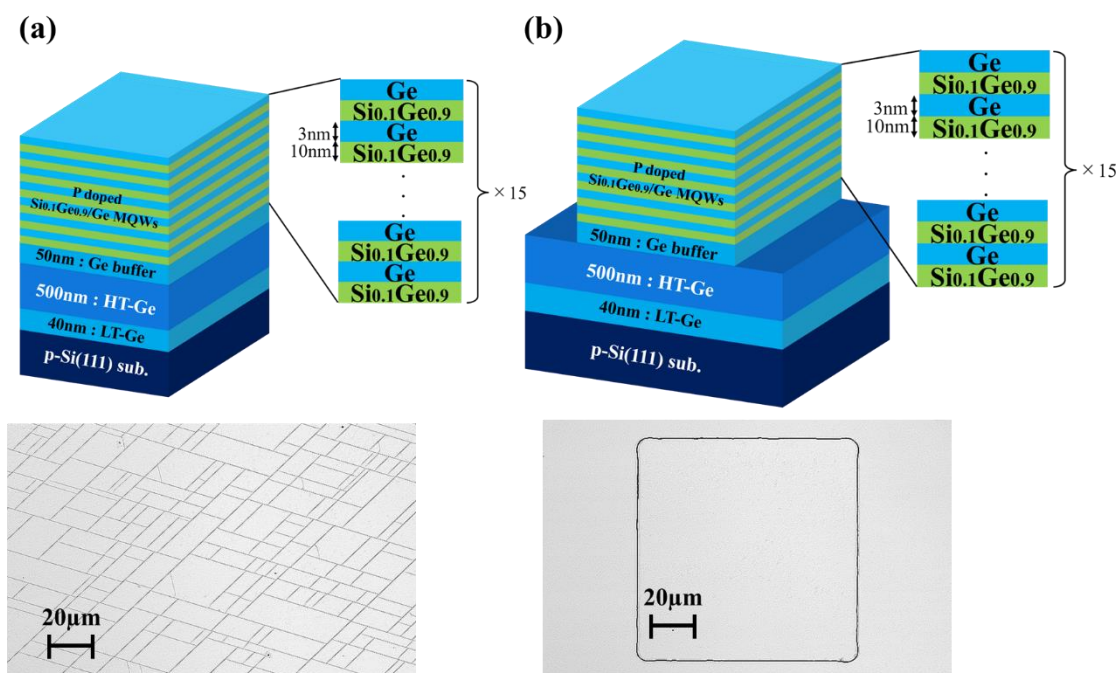 (a)
Ge
Si0.1Ge0.9
3nm
Ge
10nm
Si0.1Ge0.9
× 15
P doped
Si0.1Ge0.9/Ge MQWs
Ge
50nm : Ge buffer
Si0.1Ge0.9
Ge
500nm : HT-Ge
Si0.1Ge0.9
40nm : LT-Ge
p-Si(111) sub.
20μm
(b)
Ge
Si0.1Ge0.9
3nm
Ge
10nm
Si0.1Ge0.9
× 15
P doped
Si0.1Ge0.9/Ge MQWs
Ge
50nm : Ge buffer
Si0.1Ge0.9
Ge
500nm : HT-Ge
Si0.1Ge0.9
40nm : LT-Ge
p-Si(111) sub.
20μm